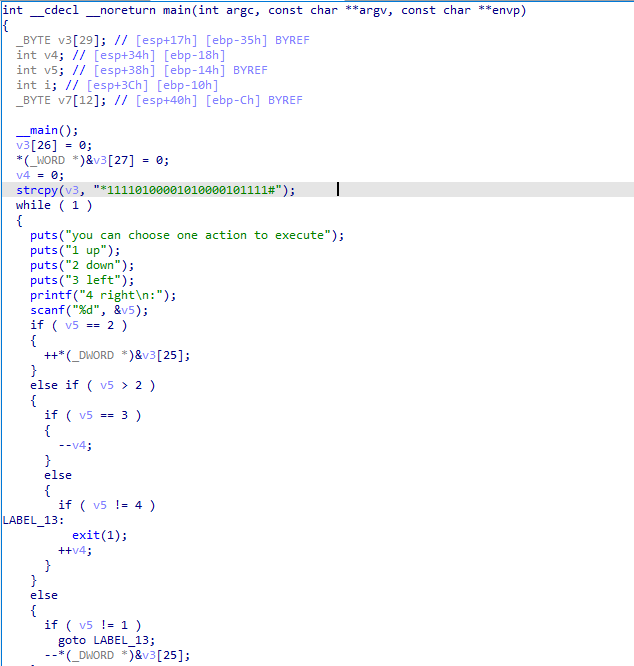 int __cdecl __noreturn main(int argc, const char **argv, const char **envp)
{
  _BYTE v3[29]; // [esp+17h] [ebp-35h] BYREF
  int v4; // [esp+34h] [ebp-18h]
  int v5; // [esp+38h] [ebp-14h] BYREF
  int i; // [esp+3Ch] [ebp-10h]
  _BYTE v7[12]; // [esp+40h] [ebp-Ch] BYREF

  __main();
  v3[26] = 0;
  *(_WORD *)&v3[27] = 0;
  v4 = 0;
  strcpy(v3, "*11110100001010000101111#");
  while ( 1 )
  {
    puts("you can choose one action to execute");
    puts("1 up");
    puts("2 down");
    puts("3 left");
    printf("4 right\n:");
    scanf("%d", &v5);
    if ( v5 == 2 )
    {
      ++*(_DWORD *)&v3[25];
    }
    else if ( v5 > 2 )
    {
      if ( v5 == 3 )
      {
        --v4;
      }
      else
      {
        if ( v5 != 4 )
LABEL_13:
          exit(1);
        ++v4;
      }
    }
    else
    {
      if ( v5 != 1 )
        goto LABEL_13;
      --*(_DWORD *)&v3[25];